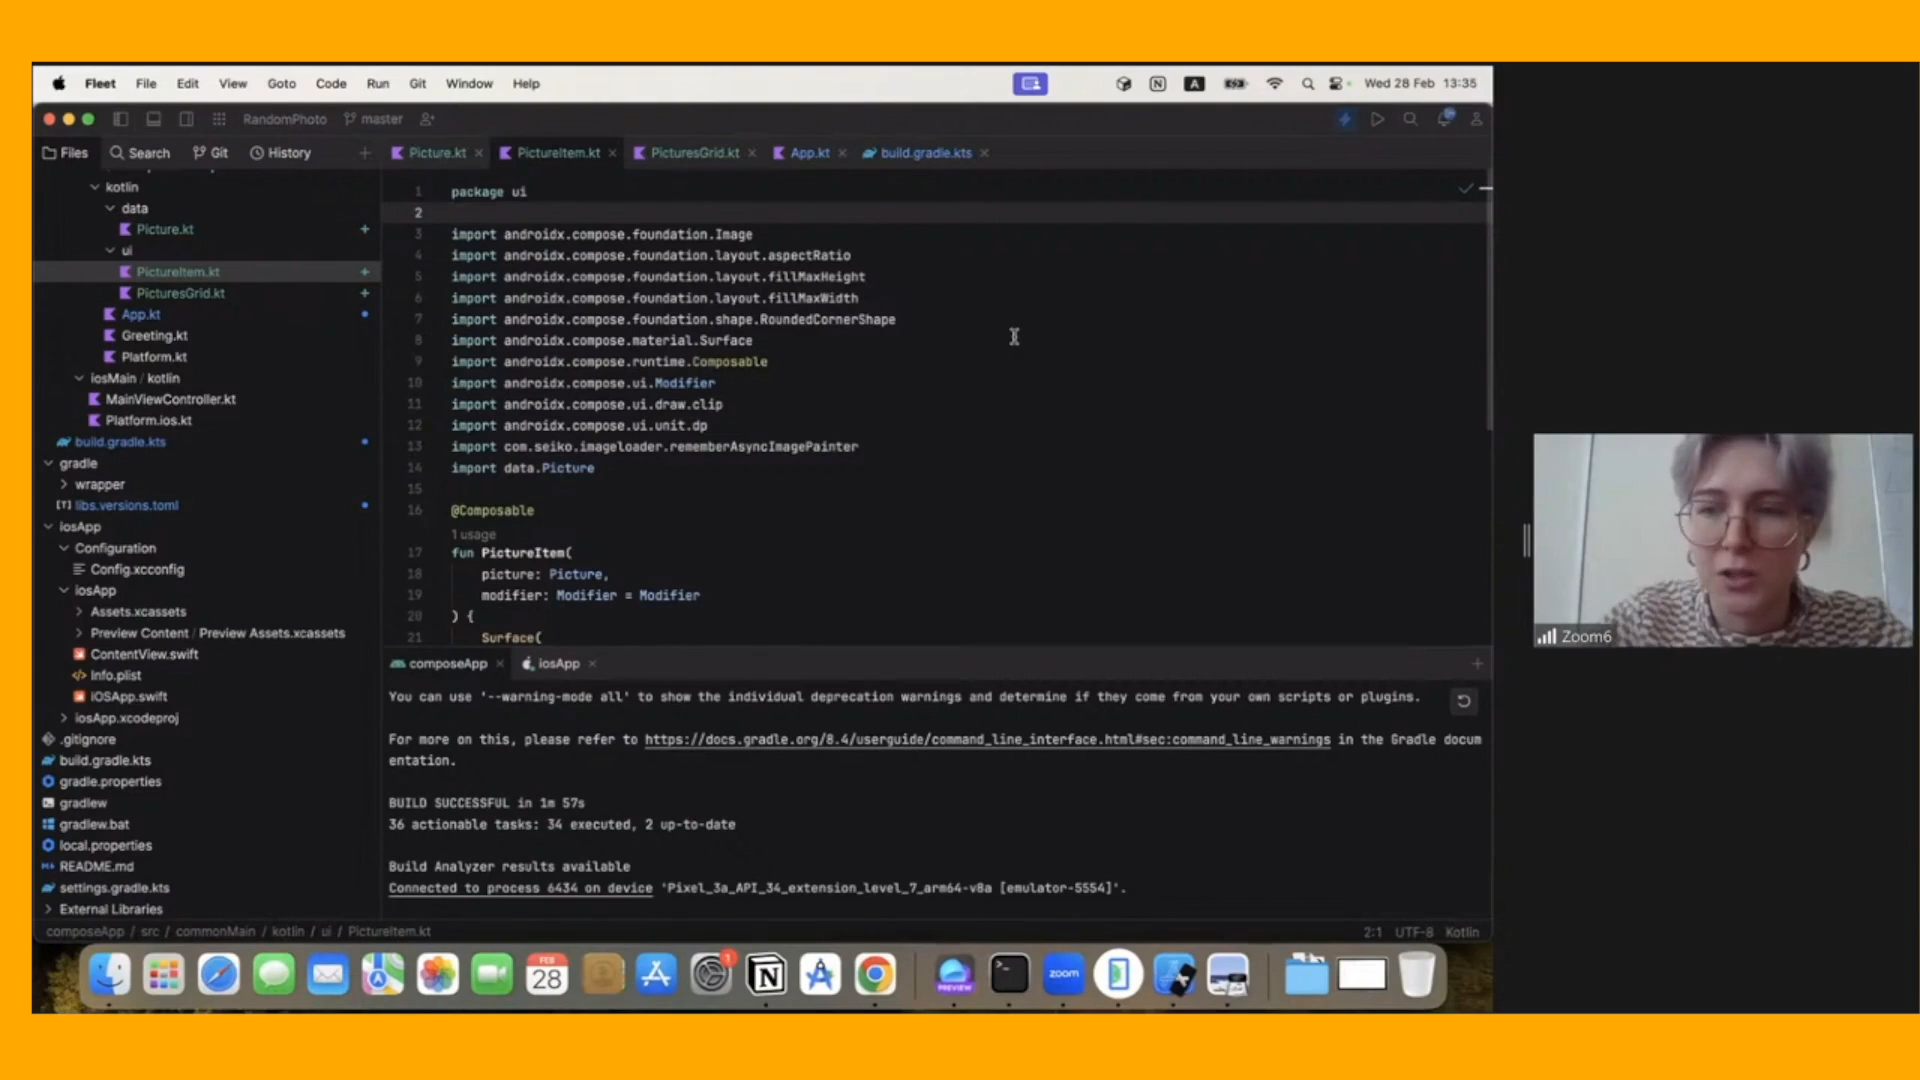 Fleet File Edit View Goto Code Run Git Window Help Wed 28 Feb 13:35
RandomPhoto master
Files Search Git History
Picture.kt PictureItem.kt PicturesGrid.kt App.kt build.gradle.kts
kotlin
data
Picture.kt
ui
PictureItem.kt
PicturesGrid.kt
App.kt
Greeting.kt
Platform.kt
iosMain / kotlin
MainViewController.kt
Platform.ios.kt
build.gradle.kts
gradle
wrapper
[T] libs.versions.toml
iosApp
Configuration
Config.xcconfig
iosApp
Assets.xcassets
Preview Content / Preview Assets.xcassets
ContentView.swift
Info.plist
iOSApp.swift
iosApp.xcodeproj
.gitignore
build.gradle.kts
gradle.properties
gradlew
gradlew.bat
local.properties
README.md
settings.gradle.kts
External Libraries
1 package ui
2
3 import androidx.compose.foundation.Image
4 import androidx.compose.foundation.layout.aspectRatio
5 import androidx.compose.foundation.layout.fillMaxHeight
6 import androidx.compose.foundation.layout.fillMaxWidth
7 import androidx.compose.foundation.shape.RoundedCornerShape
8 import androidx.compose.material.Surface
9 import androidx.compose.runtime.Composable
10 import androidx.compose.ui.Modifier
11 import androidx.compose.ui.draw.clip
12 import androidx.compose.ui.unit.dp
13 import com.seiko.imageloader.rememberAsyncImagePainter
14 import data.Picture
15
16 @Composable
1 usage
17 fun PictureItem(
18 picture: Picture,
19 modifier: Modifier = Modifier
20 ) {
21 Surface(
composeApp iosApp
You can use '--warning-mode all' to show the individual deprecation warnings and determine if they come from your own scripts or plugins.
For more on this, please refer to https://docs.gradle.org/8.4/userguide/command_line_interface.html#sec:command_line_warnings in the Gradle docum
entation.
BUILD SUCCESSFUL in 1m 57s
36 actionable tasks: 34 executed, 2 up-to-date
Build Analyzer results available
Connected to process 6434 on device 'Pixel_3a_API_34_extension_level_7_arm64-v8a [emulator-5554]'.
composeApp / src / commonMain / kotlin / ui / PictureItem.kt 2:1 UTF-8 Kotlin
FEB
28
1
PREVIEW
zoom
Zoom6